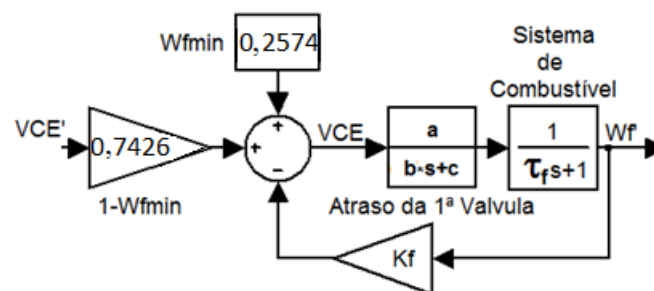 Wfmin
0,2574
Sistema
de
Combustível
VCE'
0,7426
1-Wfmin
+
+
−
VCE
a
b*s+c
Atraso da 1ª Valvula
1
τfs+1
Wf'
Kf